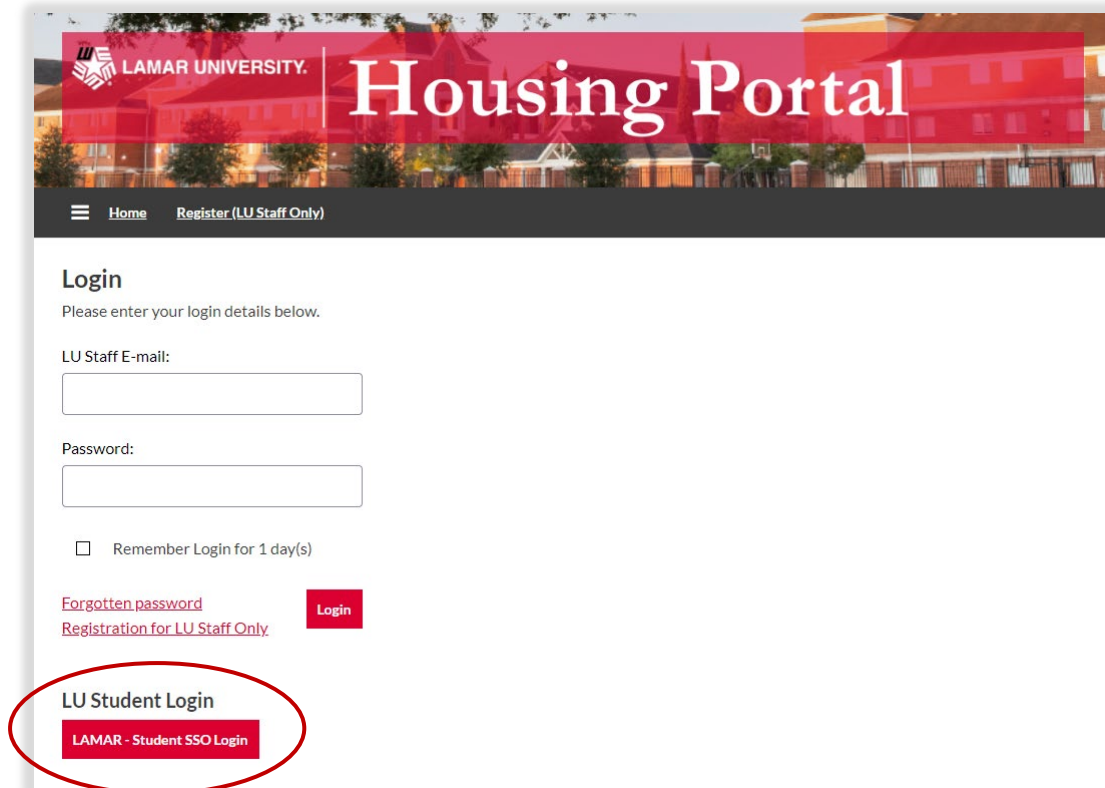 LAMAR UNIVERSITY.
Housing Portal
Home Register (LU Staff Only)
Login
Please enter your login details below.
LU Staff E-mail:
Password:
Remember Login for 1 day(s)
Forgotten password
Login
Registration for LU Staff Only
LU Student Login
LAMAR - Student SSO Login